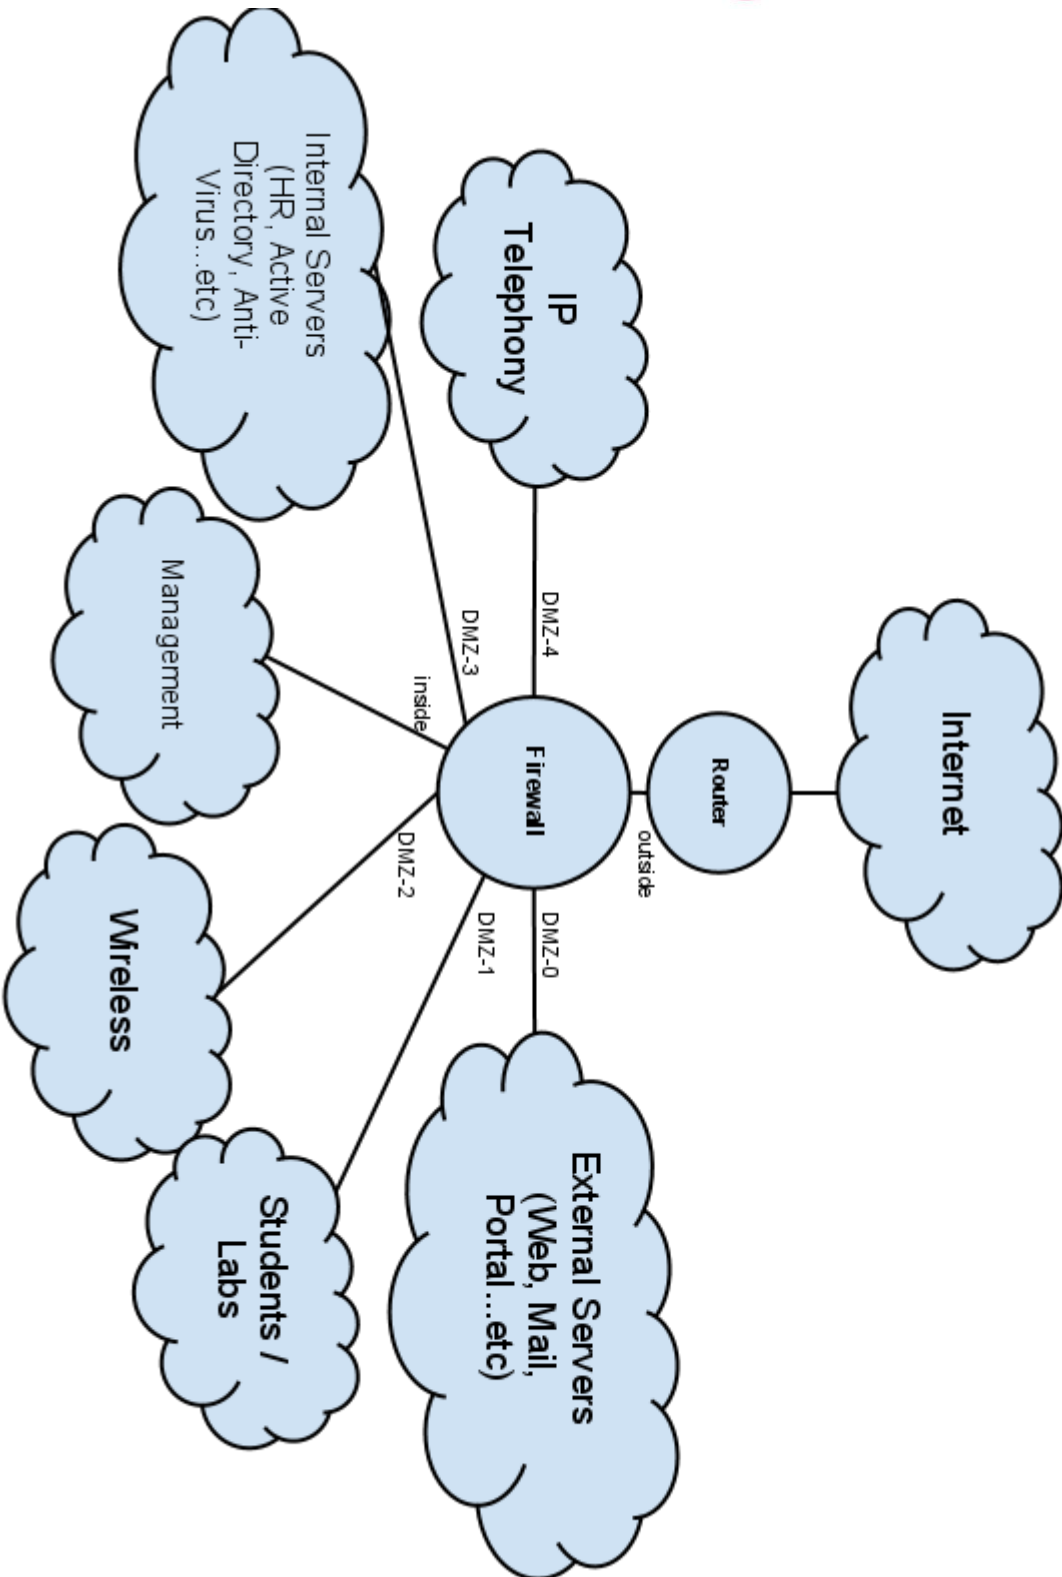 Internet
Router
outside
Firewall
DMZ-4
IP
Telephony
DMZ-0
External Servers
(Web, Mail,
Portal...etc)
DMZ-3
Internal Servers
(HR, Active
Directory, Anti-
Virus...etc)
inside
Management
DMZ-2
Wireless
DMZ-1
Students /
Labs